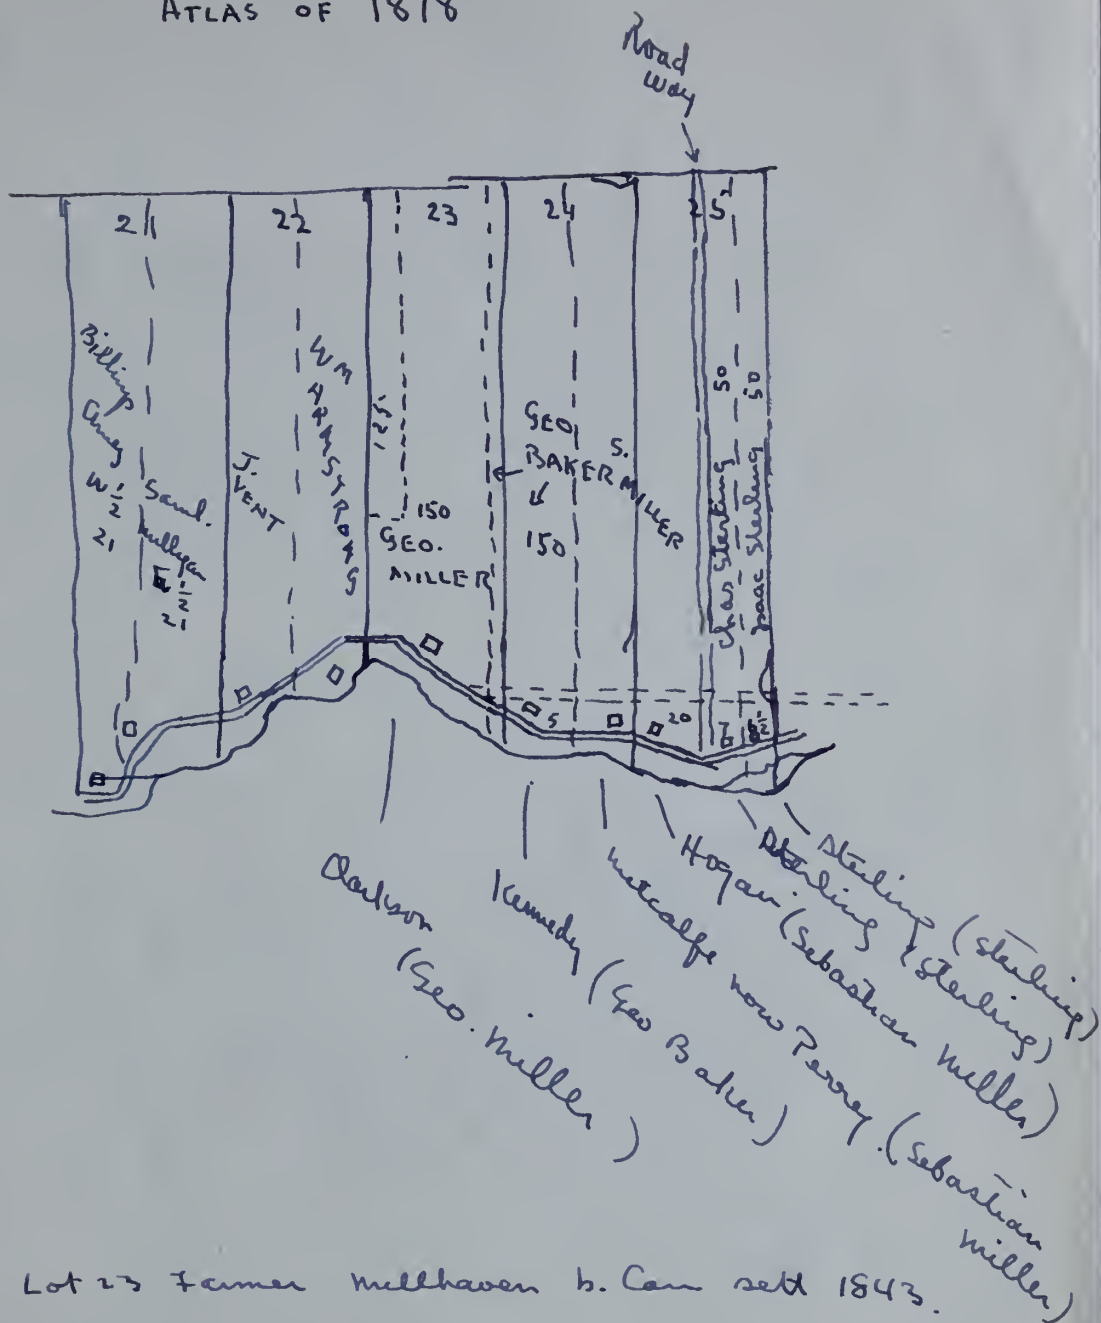 ATLAS OF 1878
Road
way
21
22
23
24
25
Billings
W 1/2
21
Saml.
Mulligan
E 1/2
21
J.
VENT
WM
ARMSTRONG
125
150
GEO.
MILLER
GEO
BAKER
150
S.
MILLER
Chas Sterling 50
Isaac Sterling 50
5
20
7
8 1/2
Clarkson
(Geo. Miller)
Kennedy (Geo Baker)
Metcalfe now Perrey. (Sebastian
Miller)
Hogan (Sebastian Miller)
Sterling (Sterling)
Sterling (Sterling)
Lot 23 Farmer Millhaven b. Can sett 1843.